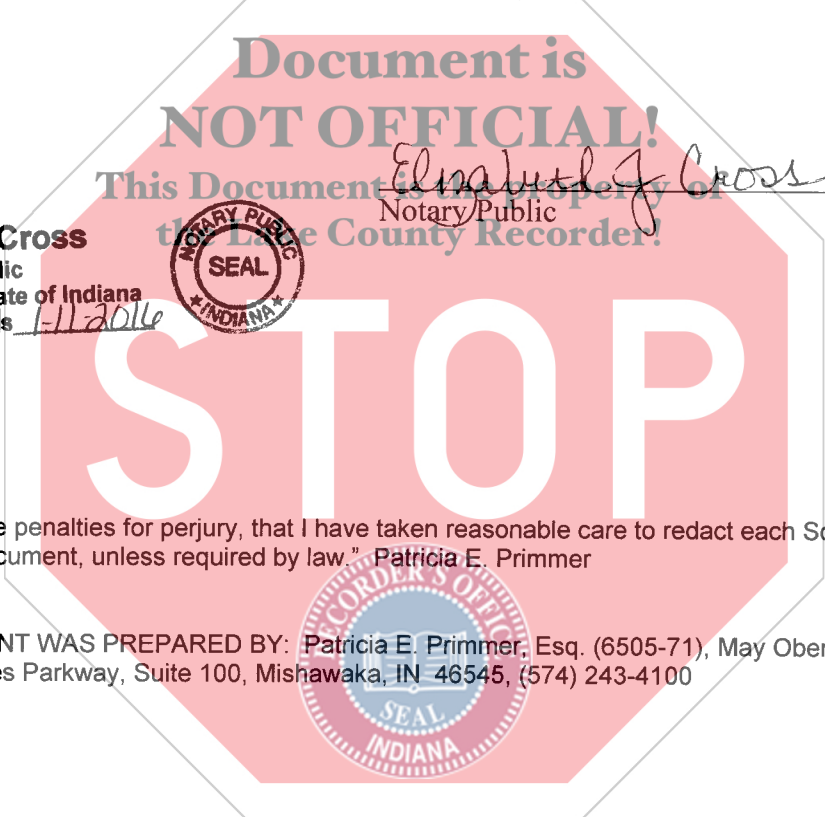 Document is
NOT OFFICIAL!
This Document is the property of
the Lake County Recorder!
Elizabeth J Cross
Notary Public
Cross
lic
ate of Indiana
s 1-11-2016
NOTARY PUBLIC
SEAL
INDIANA
STOP
e penalties for perjury, that I have taken reasonable care to redact each So
cument, unless required by law." Patricia E. Primmer
NT WAS PREPARED BY: Patricia E. Primmer, Esq. (6505-71), May Ober
es Parkway, Suite 100, Mishawaka, IN 46545, (574) 243-4100
RECORDER'S OFFICE
SEAL
INDIANA